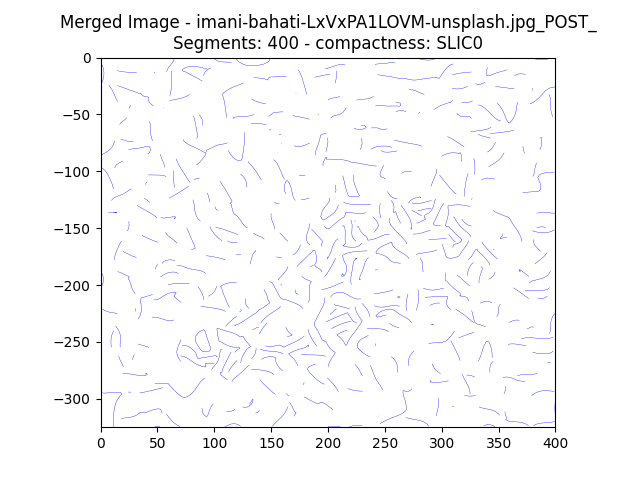 Merged Image - imani-bahati-LxVxPA1LOVM-unsplash.jpg_POST_
Segments: 400 - compactness: SLIC0
0
−50
−100
−150
−200
−250
−300
0 50 100 150 200 250 300 350 400